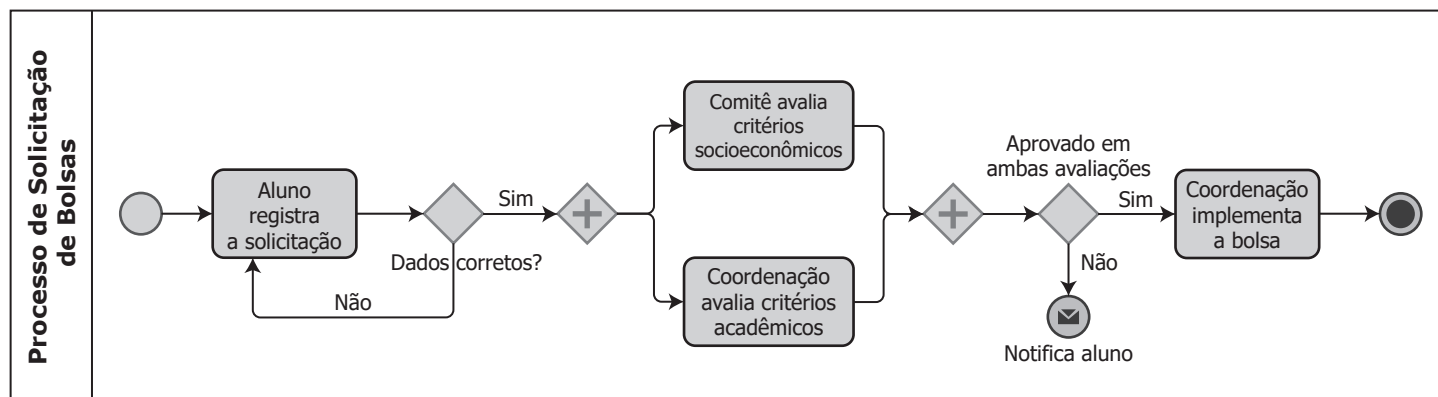 Processo de Solicitação
de Bolsas
Aluno
registra
a solicitação
Dados corretos?
Não
Sim
Comitê avalia
critérios
socioeconômicos
Coordenação
avalia critérios
acadêmicos
Aprovado em
ambas avaliações
Sim
Não
Notifica aluno
Coordenação
implementa
a bolsa